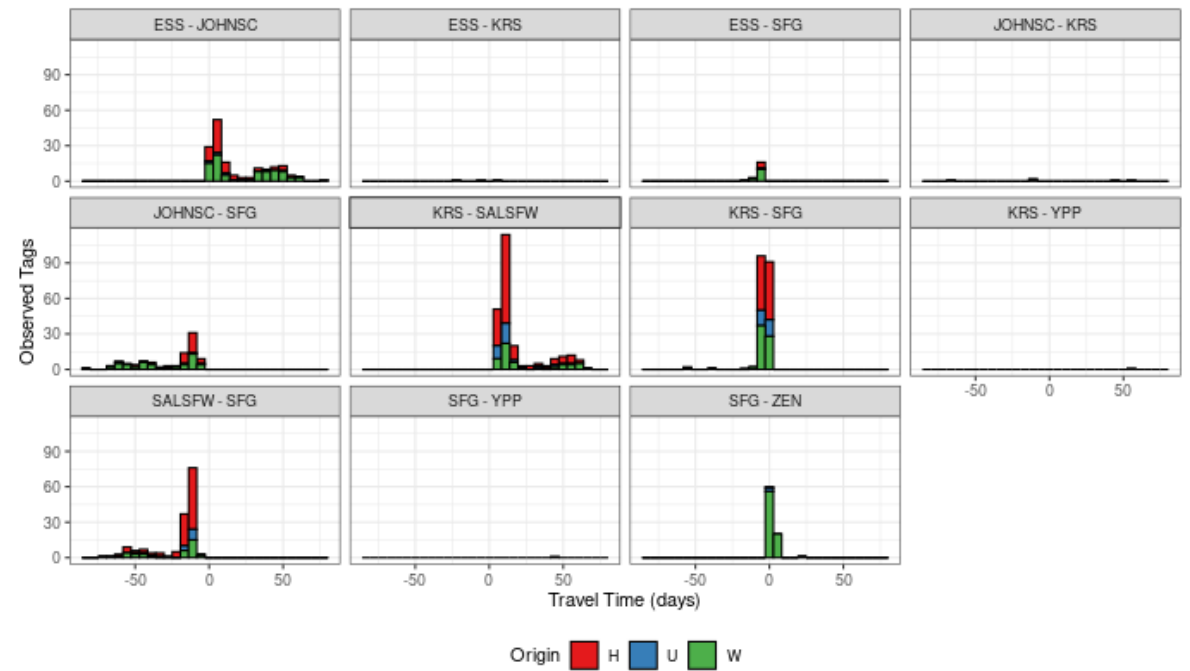 ESS - JOHNSC
ESS - KRS
ESS - SFG
JOHNSC - KRS
90
60
30
0
JOHNSC - SFG
KRS - SALSFW
KRS - SFG
KRS - YPP
90
60
30
0
-50 0 50
SALSFW - SFG
SFG - YPP
SFG - ZEN
90
60
30
0
-50 0 50
-50 0 50
-50 0 50
Observed Tags
Travel Time (days)
Origin H U W